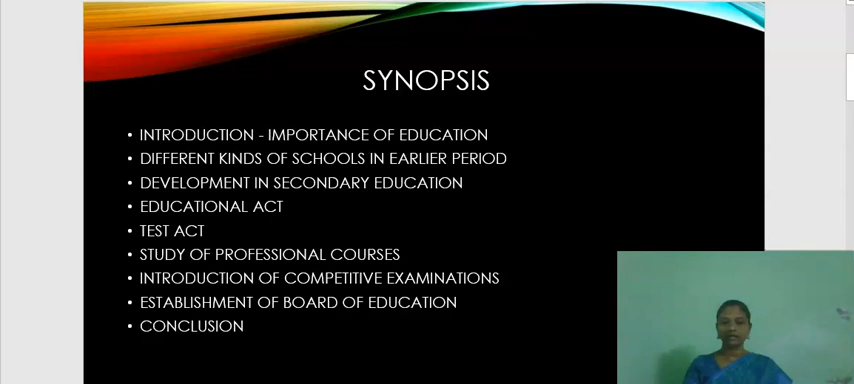 SYNOPSIS
• INTRODUCTION - IMPORTANCE OF EDUCATION
• DIFFERENT KINDS OF SCHOOLS IN EARLIER PERIOD
• DEVELOPMENT IN SECONDARY EDUCATION
• EDUCATIONAL ACT
• TEST ACT
• STUDY OF PROFESSIONAL COURSES
• INTRODUCTION OF COMPETITIVE EXAMINATIONS
• ESTABLISHMENT OF BOARD OF EDUCATION
• CONCLUSION